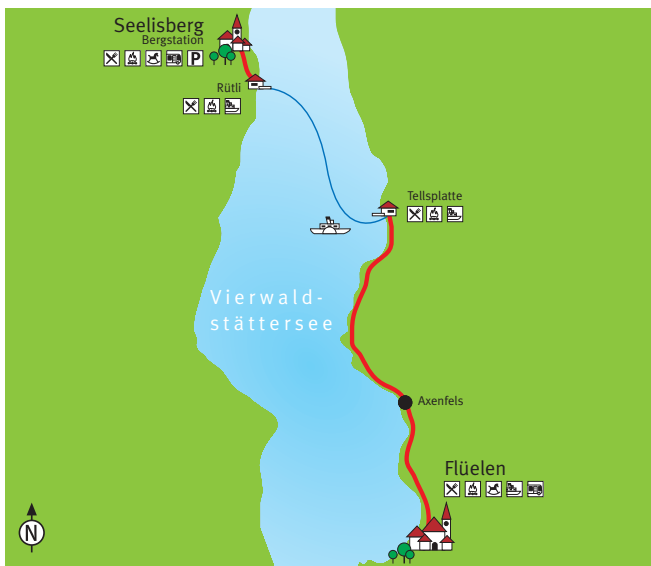 Seelisberg
Bergstation
P
Rütli
Tellsplatte
Vierwald-
stättersee
Axenfels
Flüelen
N